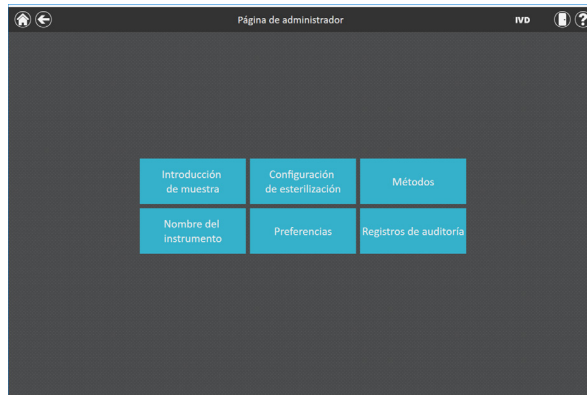 Página de administrador
IVD
?
Introducción
de muestra
Configuración
de esterilización
Métodos
Nombre del
instrumento
Preferencias
Registros de auditoría